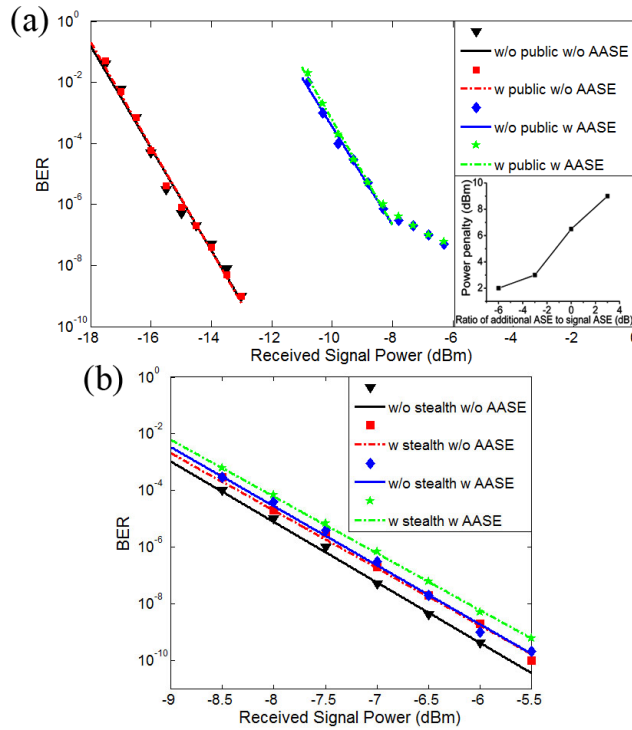 (a)
10^0
10^-2
10^-4
10^-6
10^-8
10^-10
BER
-18
-16
-14
-12
-10
-8
-6
-4
-2
0
Received Signal Power (dBm)
w/o public w/o AASE
w public w/o AASE
w/o public w AASE
w public w AASE
Power penalty (dBm)
8
6
4
2
-6
-3
0
3
Ratio of additional ASE to signal ASE (dB)
(b)
10^0
10^-2
10^-4
10^-6
10^-8
10^-10
BER
-9
-8.5
-8
-7.5
-7
-6.5
-6
-5.5
Received Signal Power (dBm)
w/o stealth w/o AASE
w stealth w/o AASE
w/o stealth w AASE
w stealth w AASE